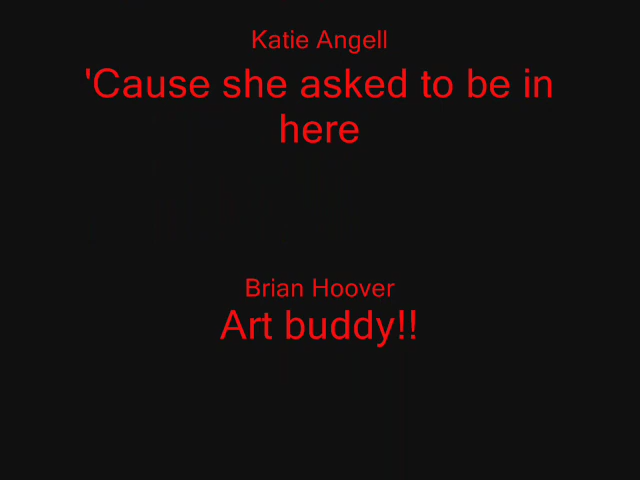 Katie Angell
'Cause she asked to be in
here
Brian Hoover
Art buddy!!